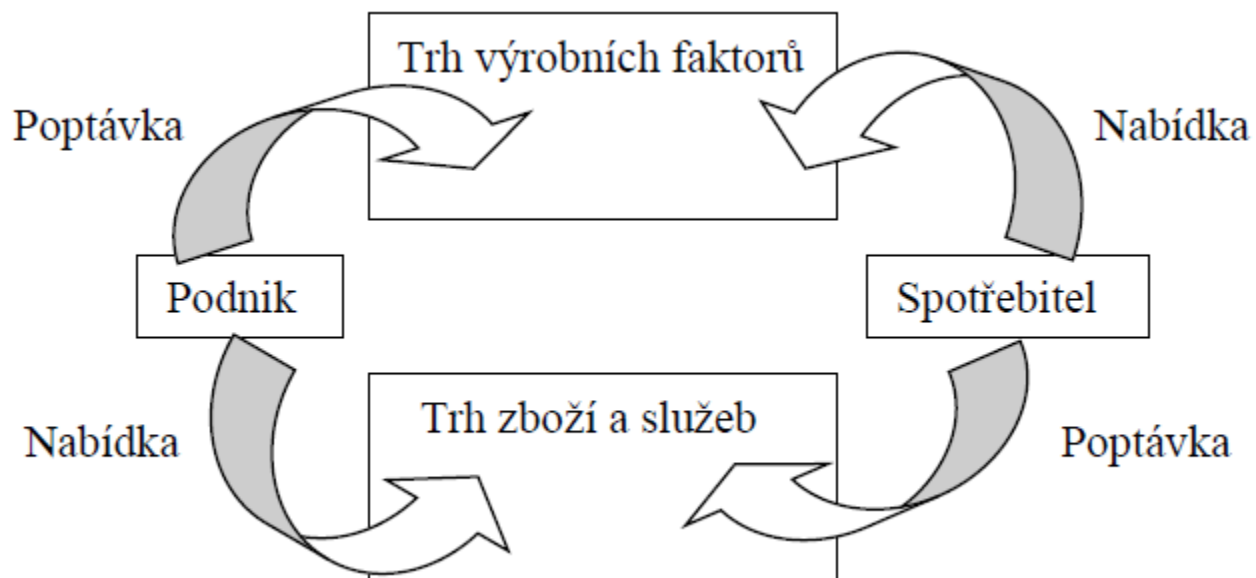 Trh výrobních faktorů
Poptávka
Nabídka
Podnik
Spotřebitel
Trh zboží a služeb
Nabídka
Poptávka